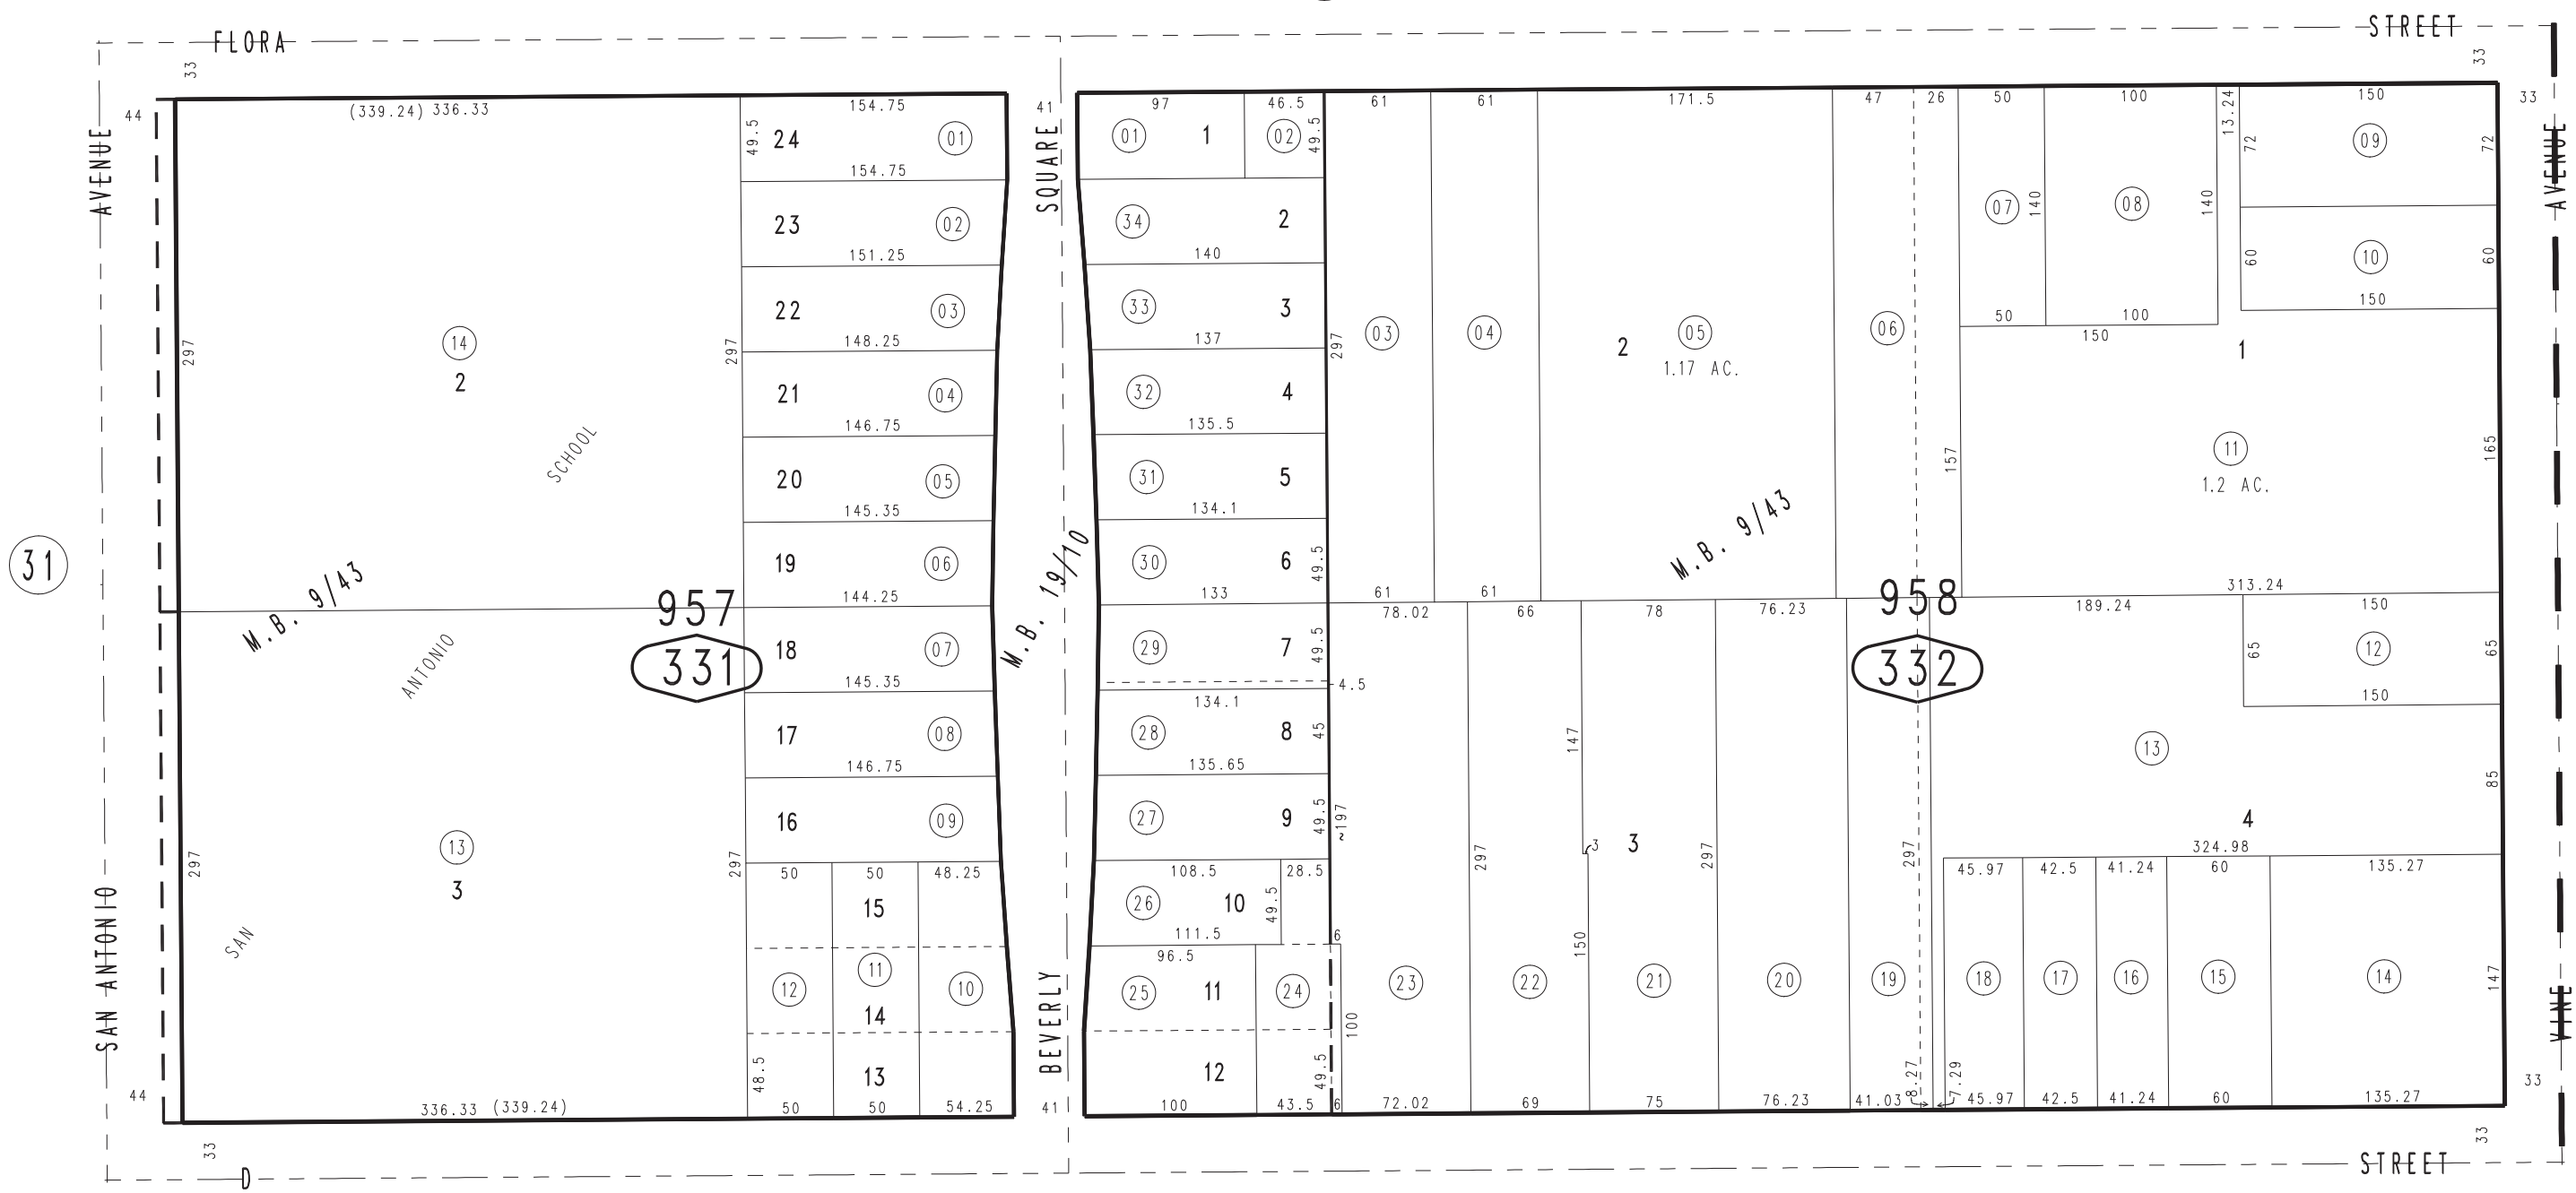 FLORA STREET
33 33
44 (339.24) 336.33 154.75 41 97 46.5 61 61 171.5 47 26 50 100 13.24 150 33
AVENUE SQUARE AVENUE
49.5 24 01 01 1 02 49.5 72 09 72
154.75
23 02 34 2 07 140 08 140
151.25 140 60 10 60
22 03 33 3 50 100 150
148.25 137 150
297 14 297 297 03 04 2 05 06 1
2 1.17 AC.
21 04 32 4
146.75 135.5
SCHOOL
20 05 31 5 157 11 165
145.35 134.1 1.2 AC.
M.B. 9/43
31 19 06 M.B. 19/10 30 6 49.5
M.B. 9/43 144.25 133 61 61 313.24
957 958
78.02 66 78 76.23 189.24 150
331 18 07 29 7 49.5 332 65 12 65
ANTONIO 145.35 4.5 150
134.1
17 08 28 8 45 147 13
146.75 135.65 85
16 09 27 9 49.5 ~197 3 3 4
297 13 297 297 297 297 324.98
3
50 50 48.25 108.5 28.5 45.97 42.5 41.24 60 135.27
15 26 10 49.5
SAN 111.5 6 150
SAN ANTONIO 96.5
12 11 10 25 11 24 23 22 21 20 19 18 17 16 15 14 147
14 100
BEVERLY VINE
48.5 13 12 49.5 8.27 7.29
44 336.33 (339.24) 50 50 54.25 41 100 43.5 6 72.02 69 75 76.23 41.03 45.97 42.5 41.24 60 135.27 33
33 33
D STREET